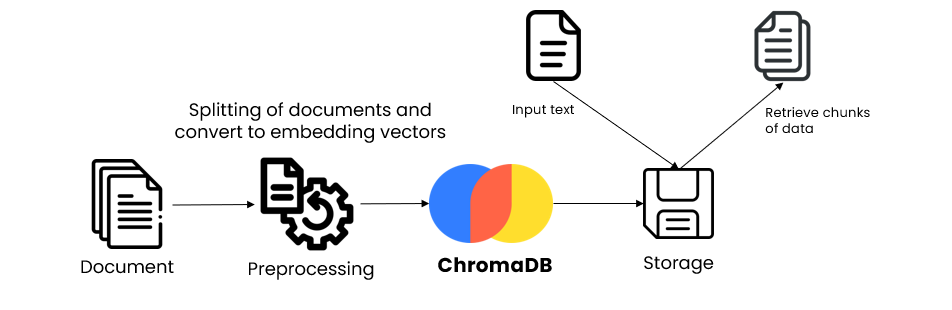 Input text
Retrieve chunks
of data
Splitting of documents and
convert to embedding vectors
Document
Preprocessing
ChromaDB
Storage